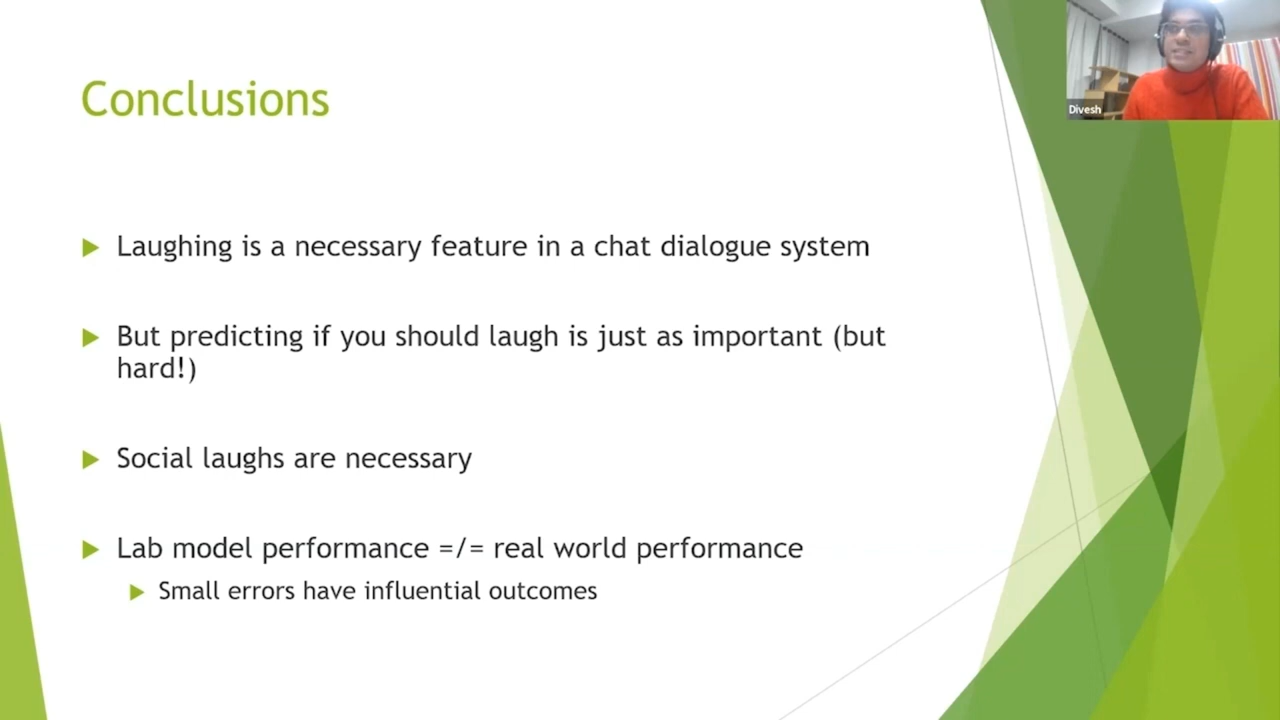 Conclusions
Divesh
Laughing is a necessary feature in a chat dialogue system
But predicting if you should laugh is just as important (but
hard!)
Social laughs are necessary
Lab model performance =/= real world performance
Small errors have influential outcomes